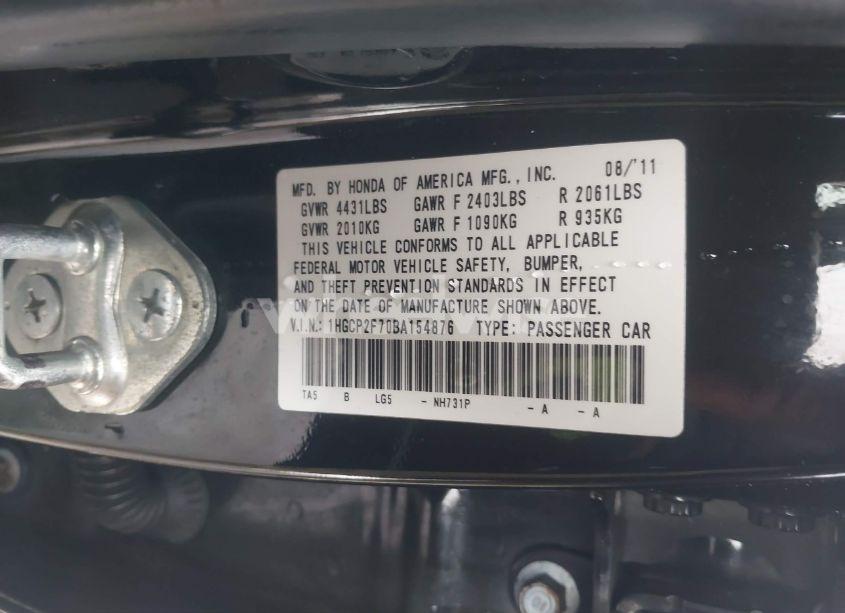 MFD. BY HONDA OF AMERICA MFG., INC. 08/'11
GVWR 4431LBS GAWR F 2403LBS R 2061LBS
GVWR 2010KG GAWR F 1090KG R 935KG
THIS VEHICLE CONFORMS TO ALL APPLICABLE
FEDERAL MOTOR VEHICLE SAFETY, BUMPER,
AND THEFT PREVENTION STANDARDS IN EFFECT
ON THE DATE OF MANUFACTURE SHOWN ABOVE.
V.I.N.: 1HGCP2F70BA154876 TYPE: PASSENGER CAR
TA5 B LG5 - NH731P - A - A